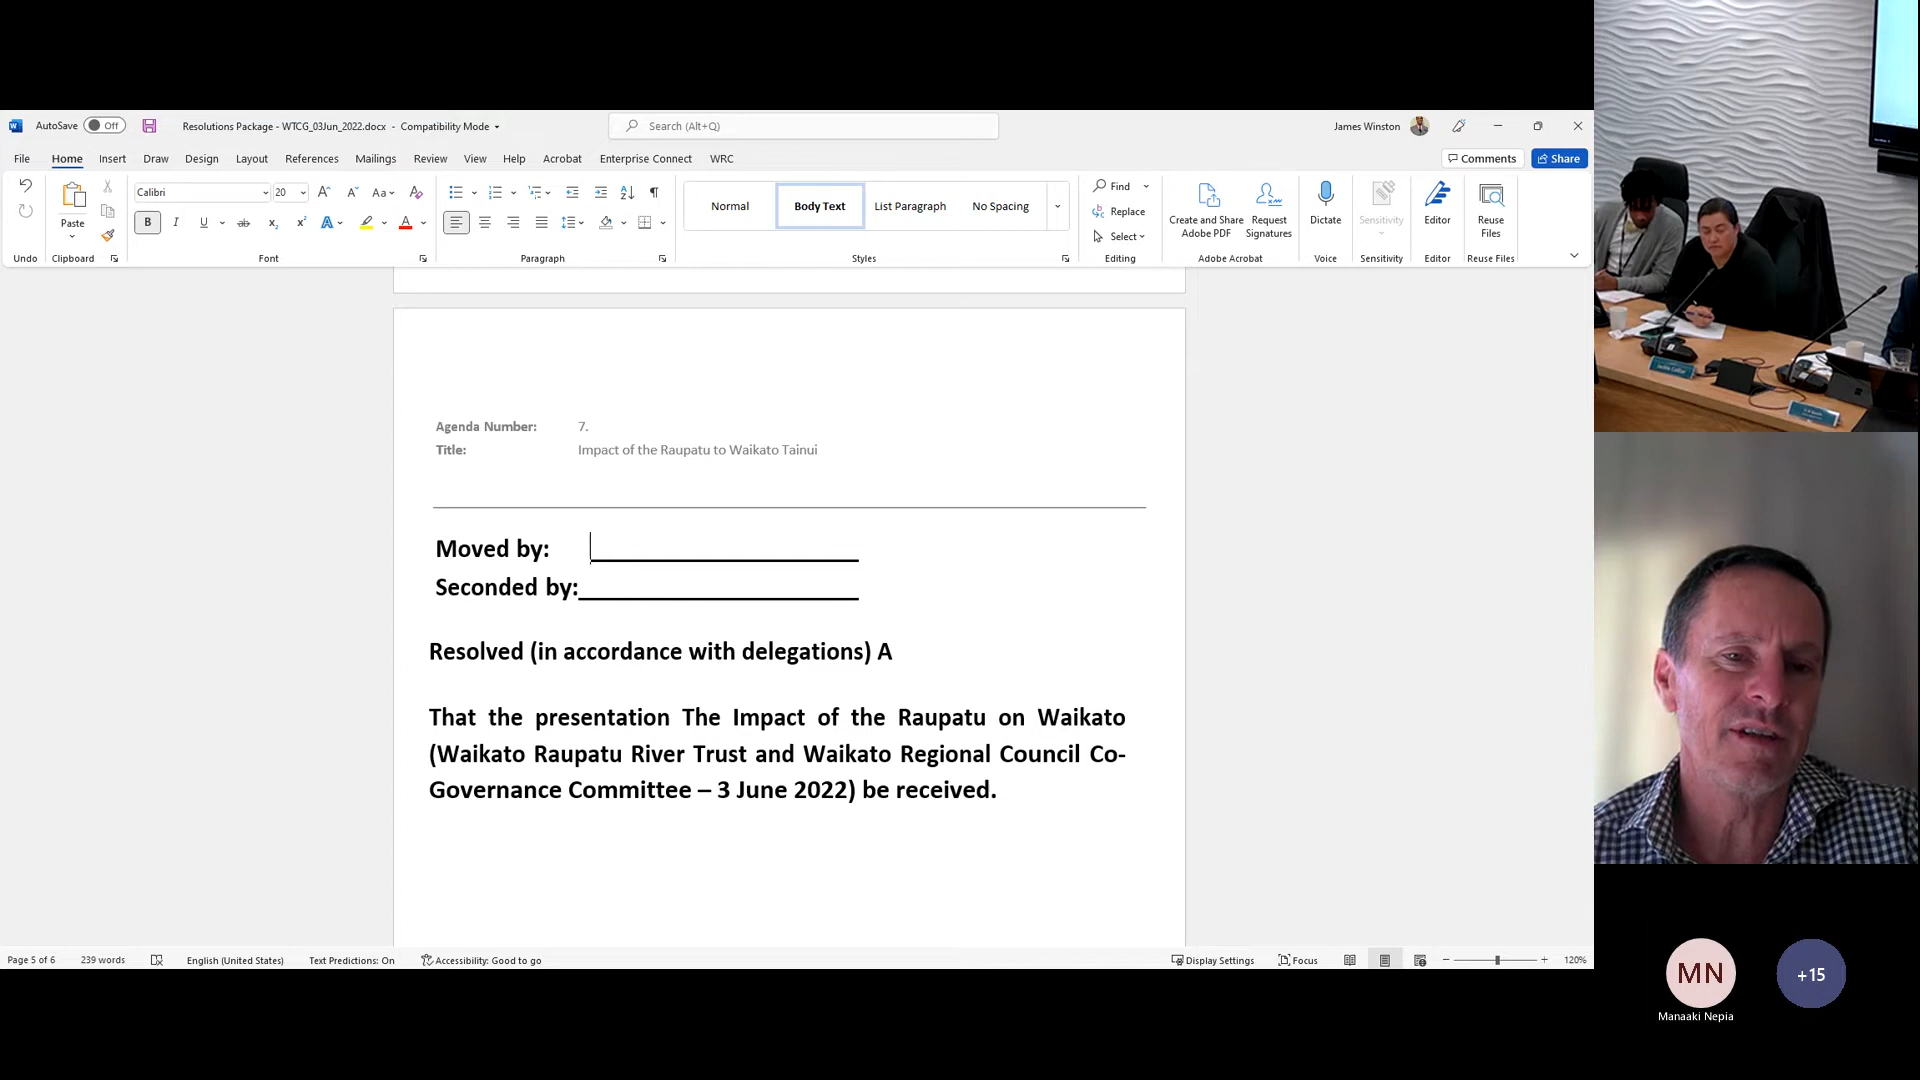 AutoSave Off Resolutions Package - WTCG_03Jun_2022.docx - Compatibility Mode Search (Alt+Q) James Winston
File Home Insert Draw Design Layout References Mailings Review View Help Acrobat Enterprise Connect WRC Comments Share
Calibri 20 Aa
Paste
B I U ab x₂ x² A A
Normal Body Text List Paragraph No Spacing
Find
Replace
Select
Create and Share Adobe PDF
Request Signatures
Dictate
Sensitivity
Editor
Reuse Files
Undo Clipboard Font Paragraph Styles Editing Adobe Acrobat Voice Sensitivity Editor Reuse Files
Agenda Number: 7.
Title: Impact of the Raupatu to Waikato Tainui
Moved by:
Seconded by:
Resolved (in accordance with delegations) A
That the presentation The Impact of the Raupatu on Waikato
(Waikato Raupatu River Trust and Waikato Regional Council Co-
Governance Committee – 3 June 2022) be received.
Page 5 of 6 239 words English (United States) Text Predictions: On Accessibility: Good to go Display Settings Focus 120%
MN
+15
Manaaki Nepia